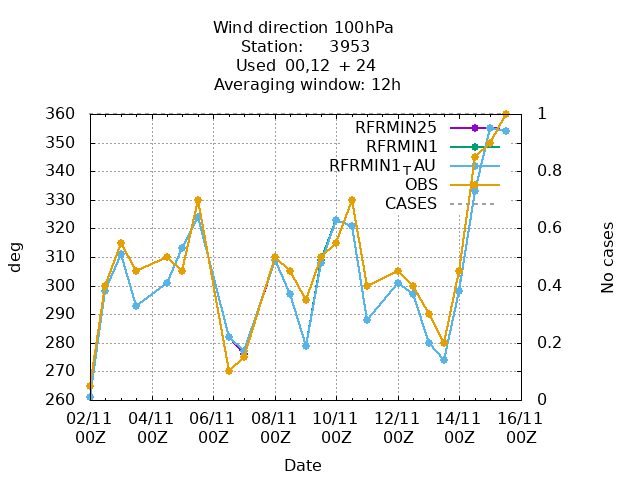 Wind direction 100hPa
Station: 3953
Used 00,12 + 24
Averaging window: 12h
360
350
340
330
320
310
300
290
280
270
260
deg
1
0.8
0.6
0.4
0.2
0
No cases
RFRMIN25
RFRMIN1
RFRMIN1TAU
OBS
CASES
02/11 04/11 06/11 08/11 10/11 12/11 14/11 16/11
00Z 00Z 00Z 00Z 00Z 00Z 00Z 00Z
Date